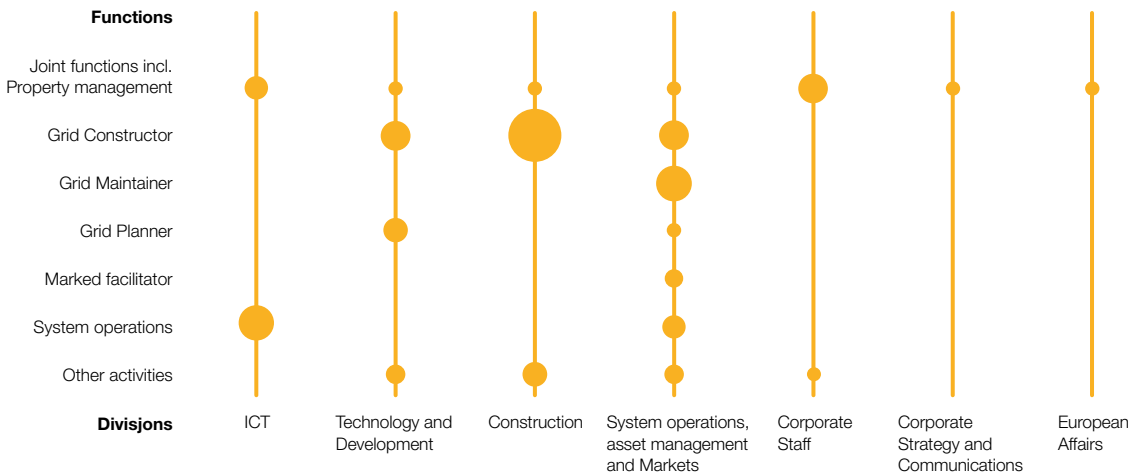 Functions
Joint functions incl.
Property management
Grid Constructor
Grid Maintainer
Grid Planner
Marked facilitator
System operations
Other activities
Divisjons
ICT
Technology and
Development
Construction
System operations,
asset management
and Markets
Corporate
Staff
Corporate
Strategy and
Communications
European
Affairs